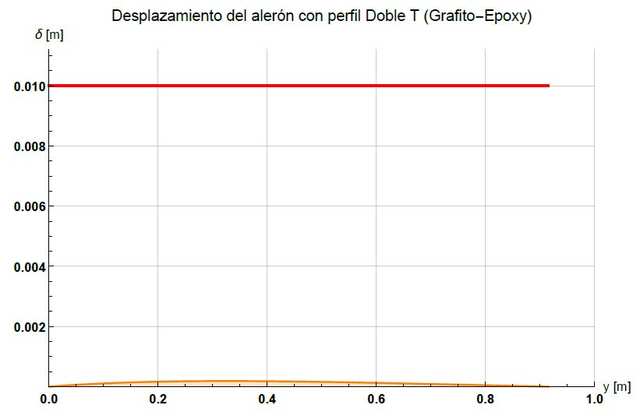 Desplazamiento del alerón con perfil Doble T (Grafito−Epoxy)
δ [m]
0.010
0.008
0.006
0.004
0.002
0.0 0.2 0.4 0.6 0.8 1.0
y [m]